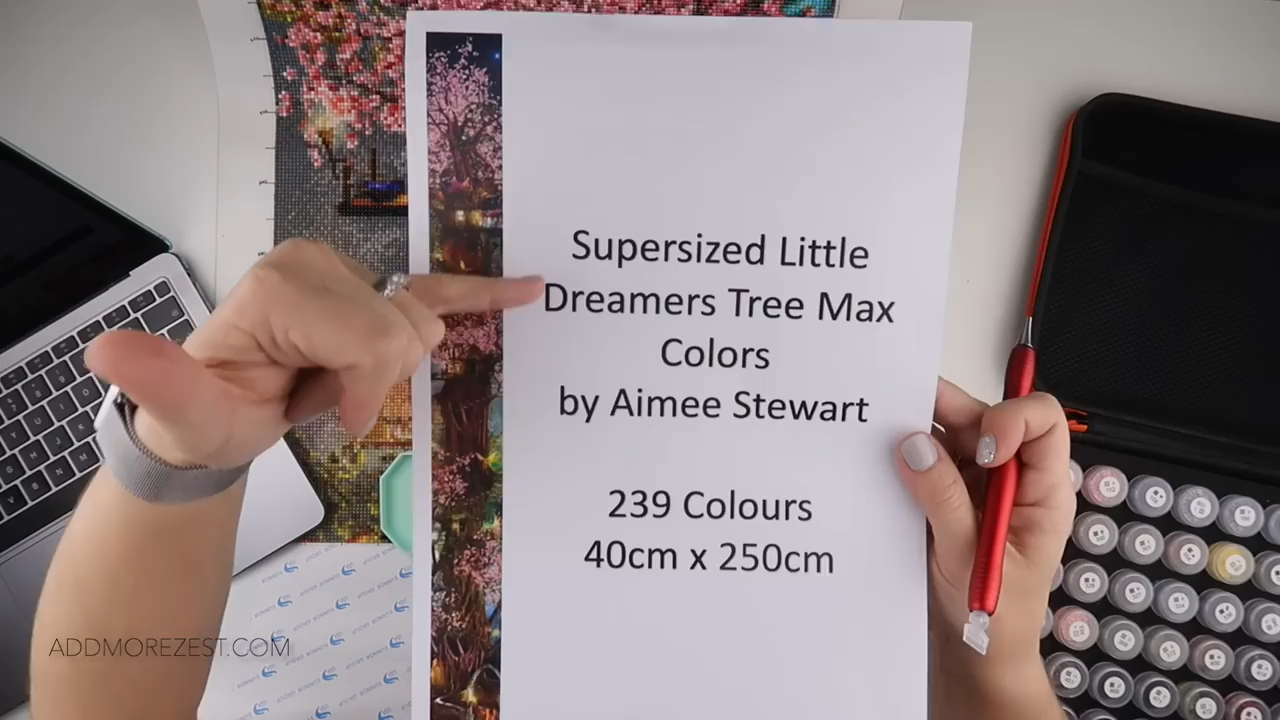 Supersized Little
Dreamers Tree Max
Colors
by Aimee Stewart
239 Colours
40cm x 250cm
ADDMOREZEST.COM